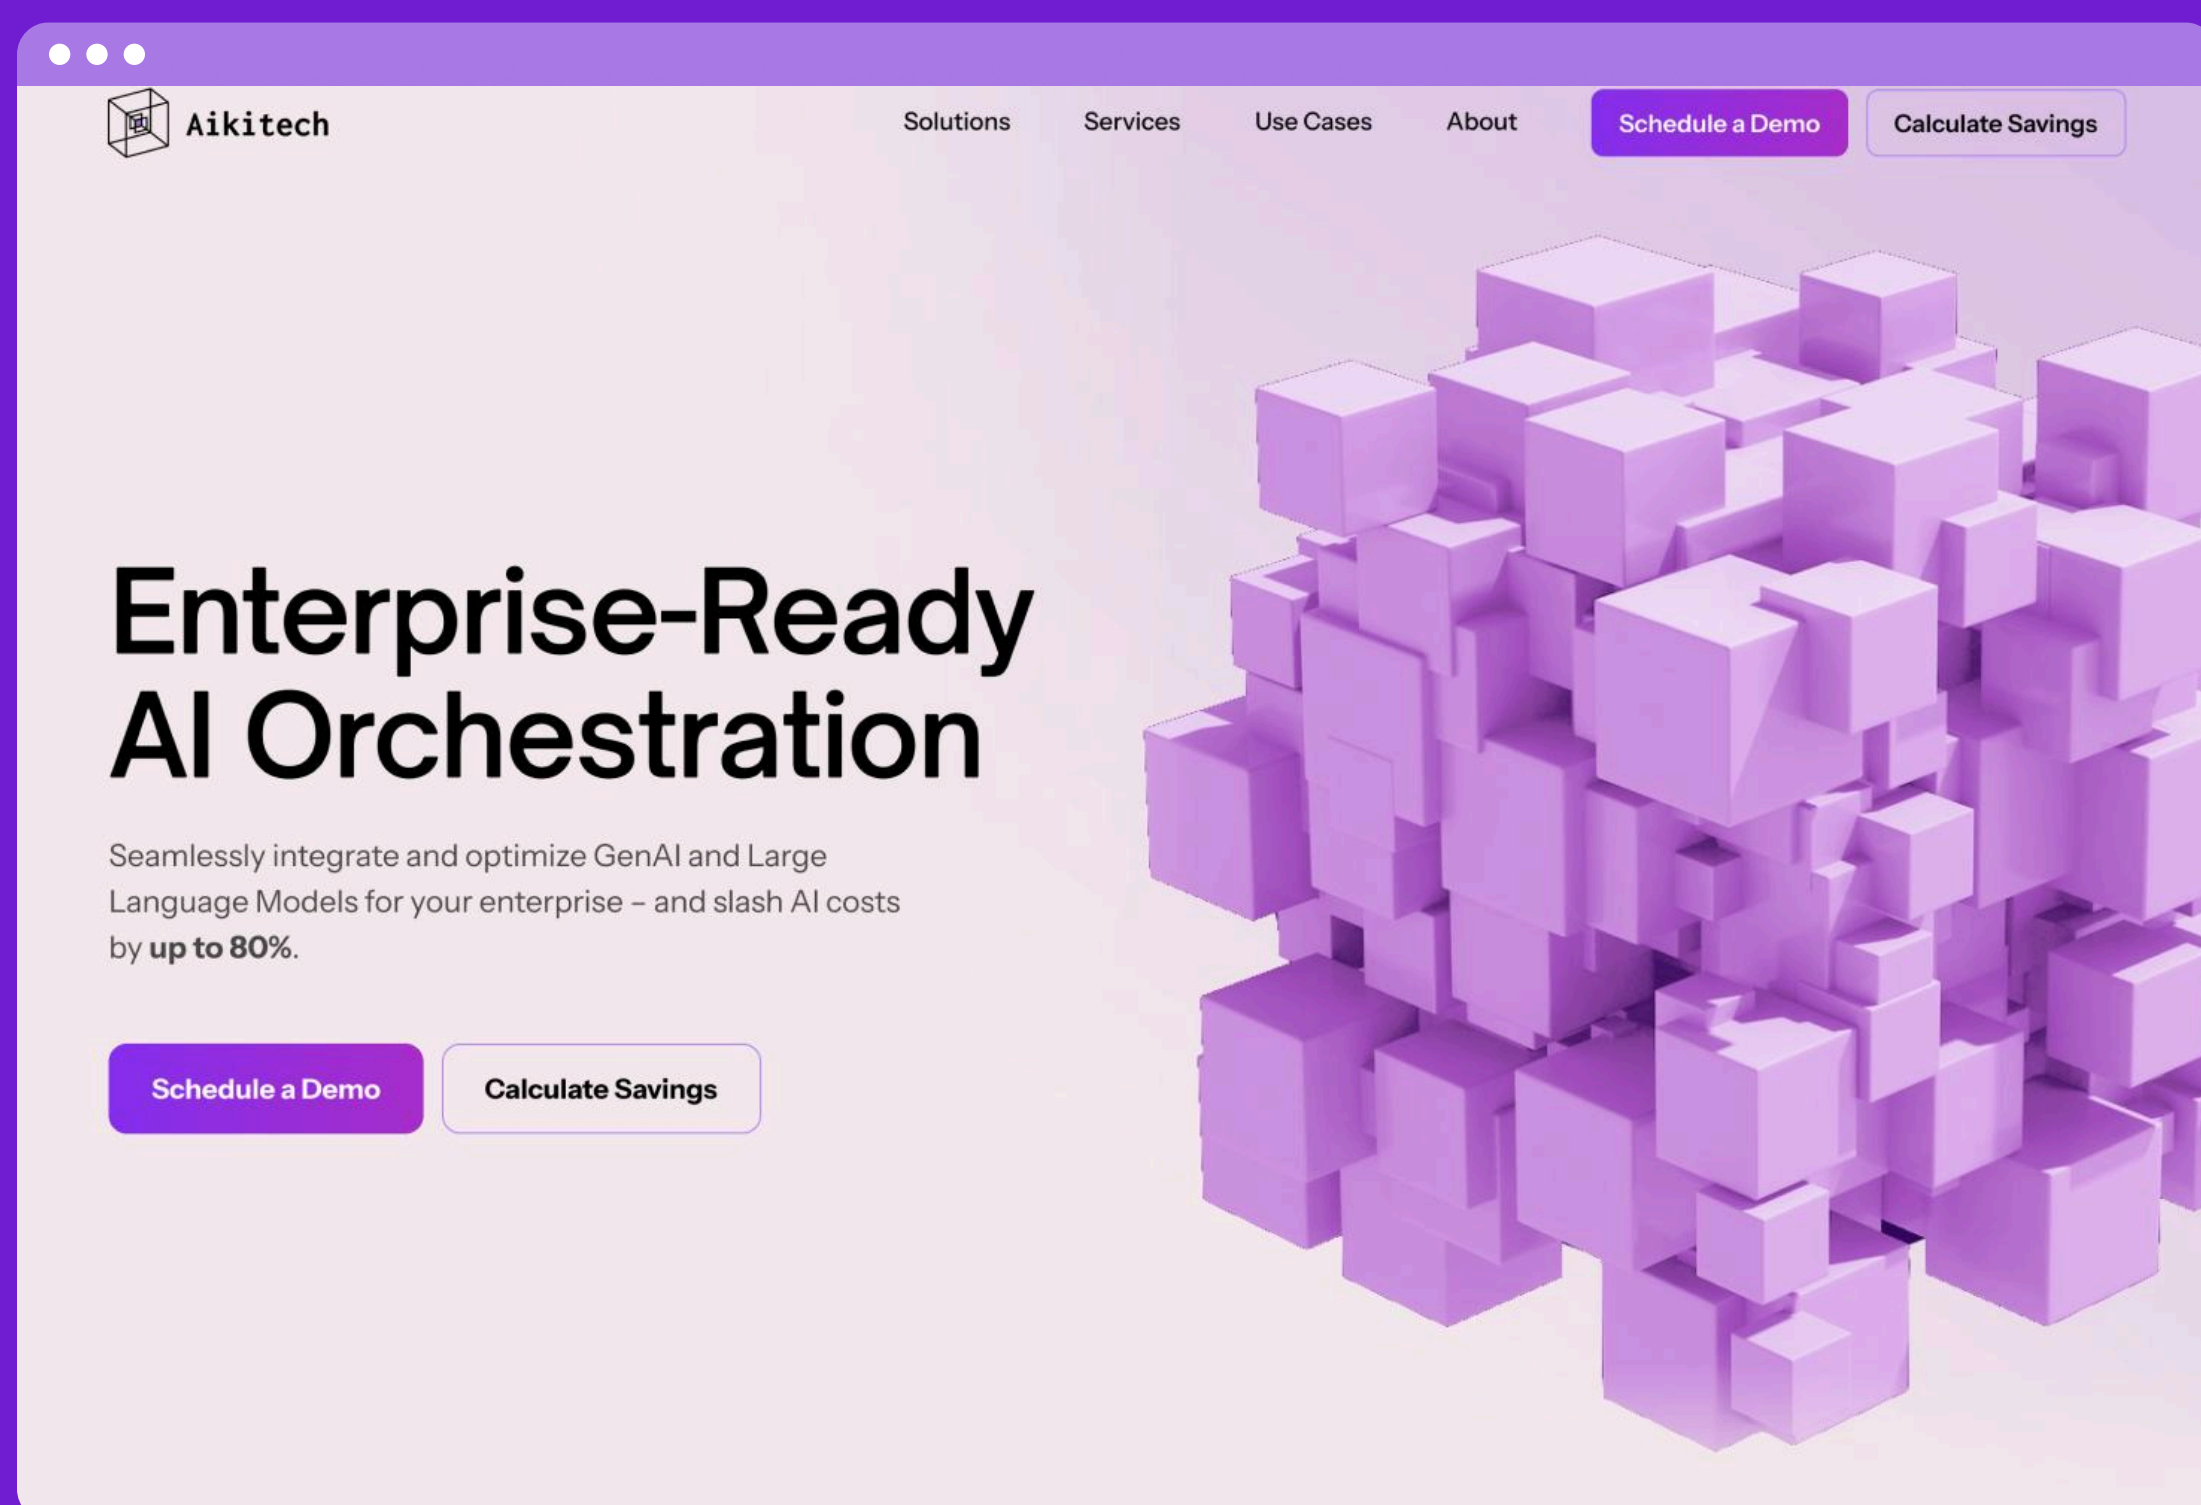 Aikitech
Solutions
Services
Use Cases
About
Schedule a Demo
Calculate Savings
Enterprise-Ready
AI Orchestration
Seamlessly integrate and optimize GenAI and Large
Language Models for your enterprise – and slash AI costs
by up to 80%.
Schedule a Demo
Calculate Savings